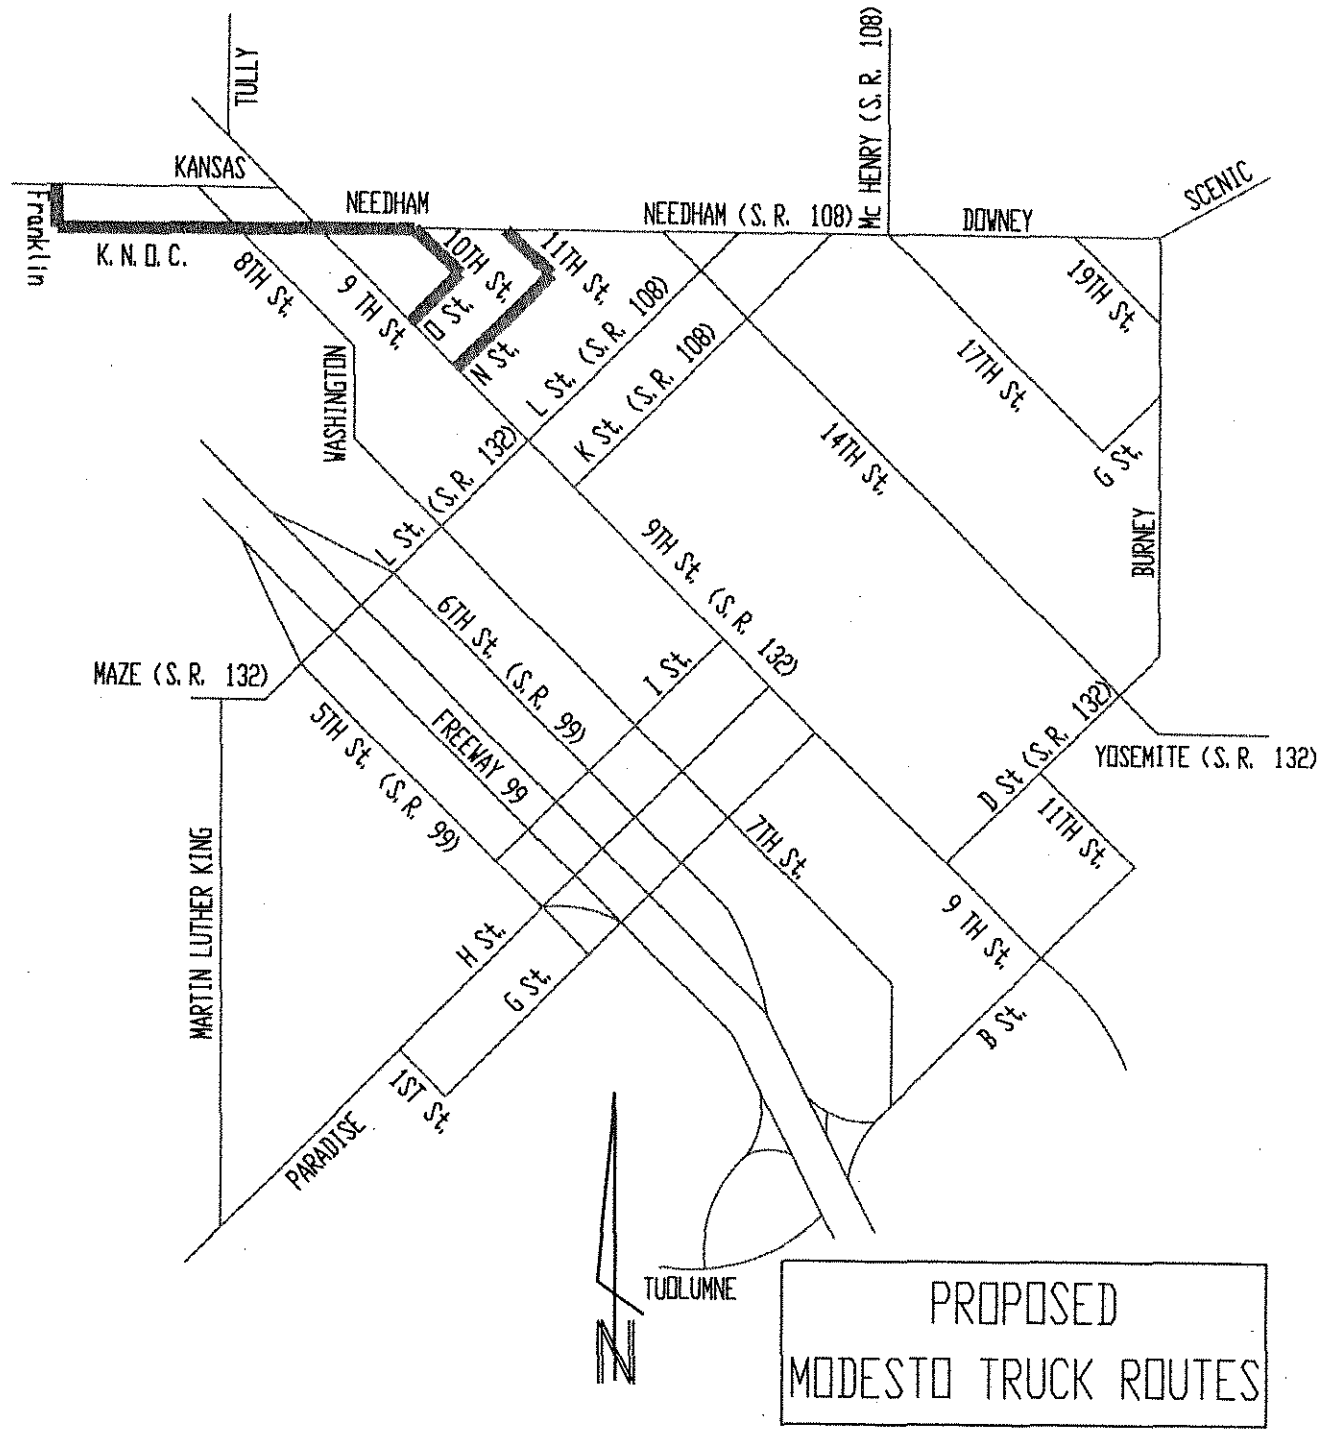 TULLY
Mc HENRY (S. R. 108)
KANSAS
SCENIC
Franklin
NEEDHAM
NEEDHAM (S. R. 108)
DOWNEY
K. N. O. C.
8TH St.
9 TH St.
10TH St.
11TH St.
O St.
N St.
L St. (S. R. 108)
K St. (S. R. 108)
19TH St.
17TH St.
G St.
WASHINGTON
14TH St.
L St. (S. R. 132)
BURNEY
9TH St. (S. R. 132)
6TH St. (S. R. 99)
I St.
MAZE (S. R. 132)
5TH St. (S. R. 99)
FREEWAY 99
D St (S. R. 132)
YOSEMITE (S. R. 132)
11TH St.
7TH St.
MARTIN LUTHER KING
9 TH St.
H St.
G St.
B St.
1ST St.
PARADISE
TUOLUMNE
N
PROPOSED
MODESTO TRUCK ROUTES